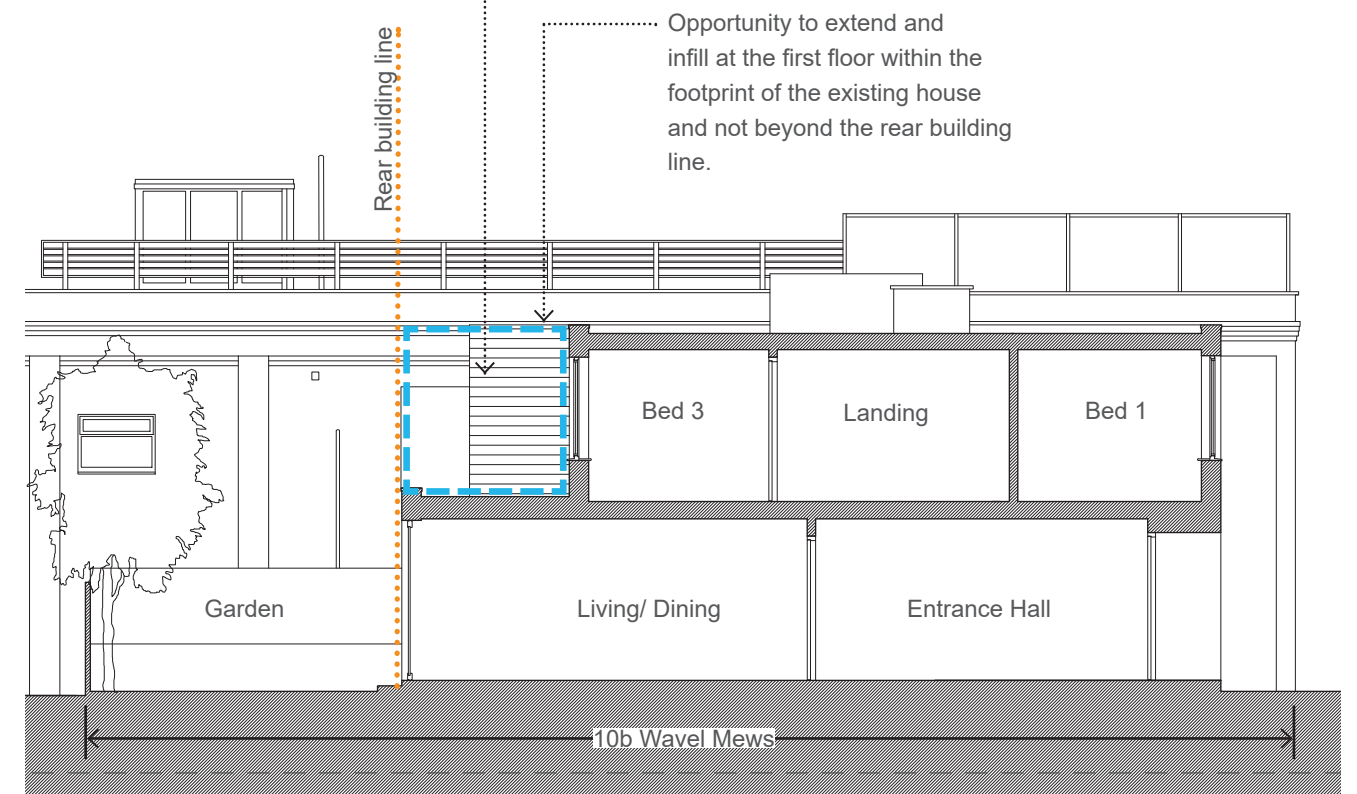 Opportunity to extend and
infill at the first floor within the
footprint of the existing house
and not beyond the rear building
line.
Rear building line
Bed 3
Landing
Bed 1
Garden
Living/ Dining
Entrance Hall
10b Wavel Mews